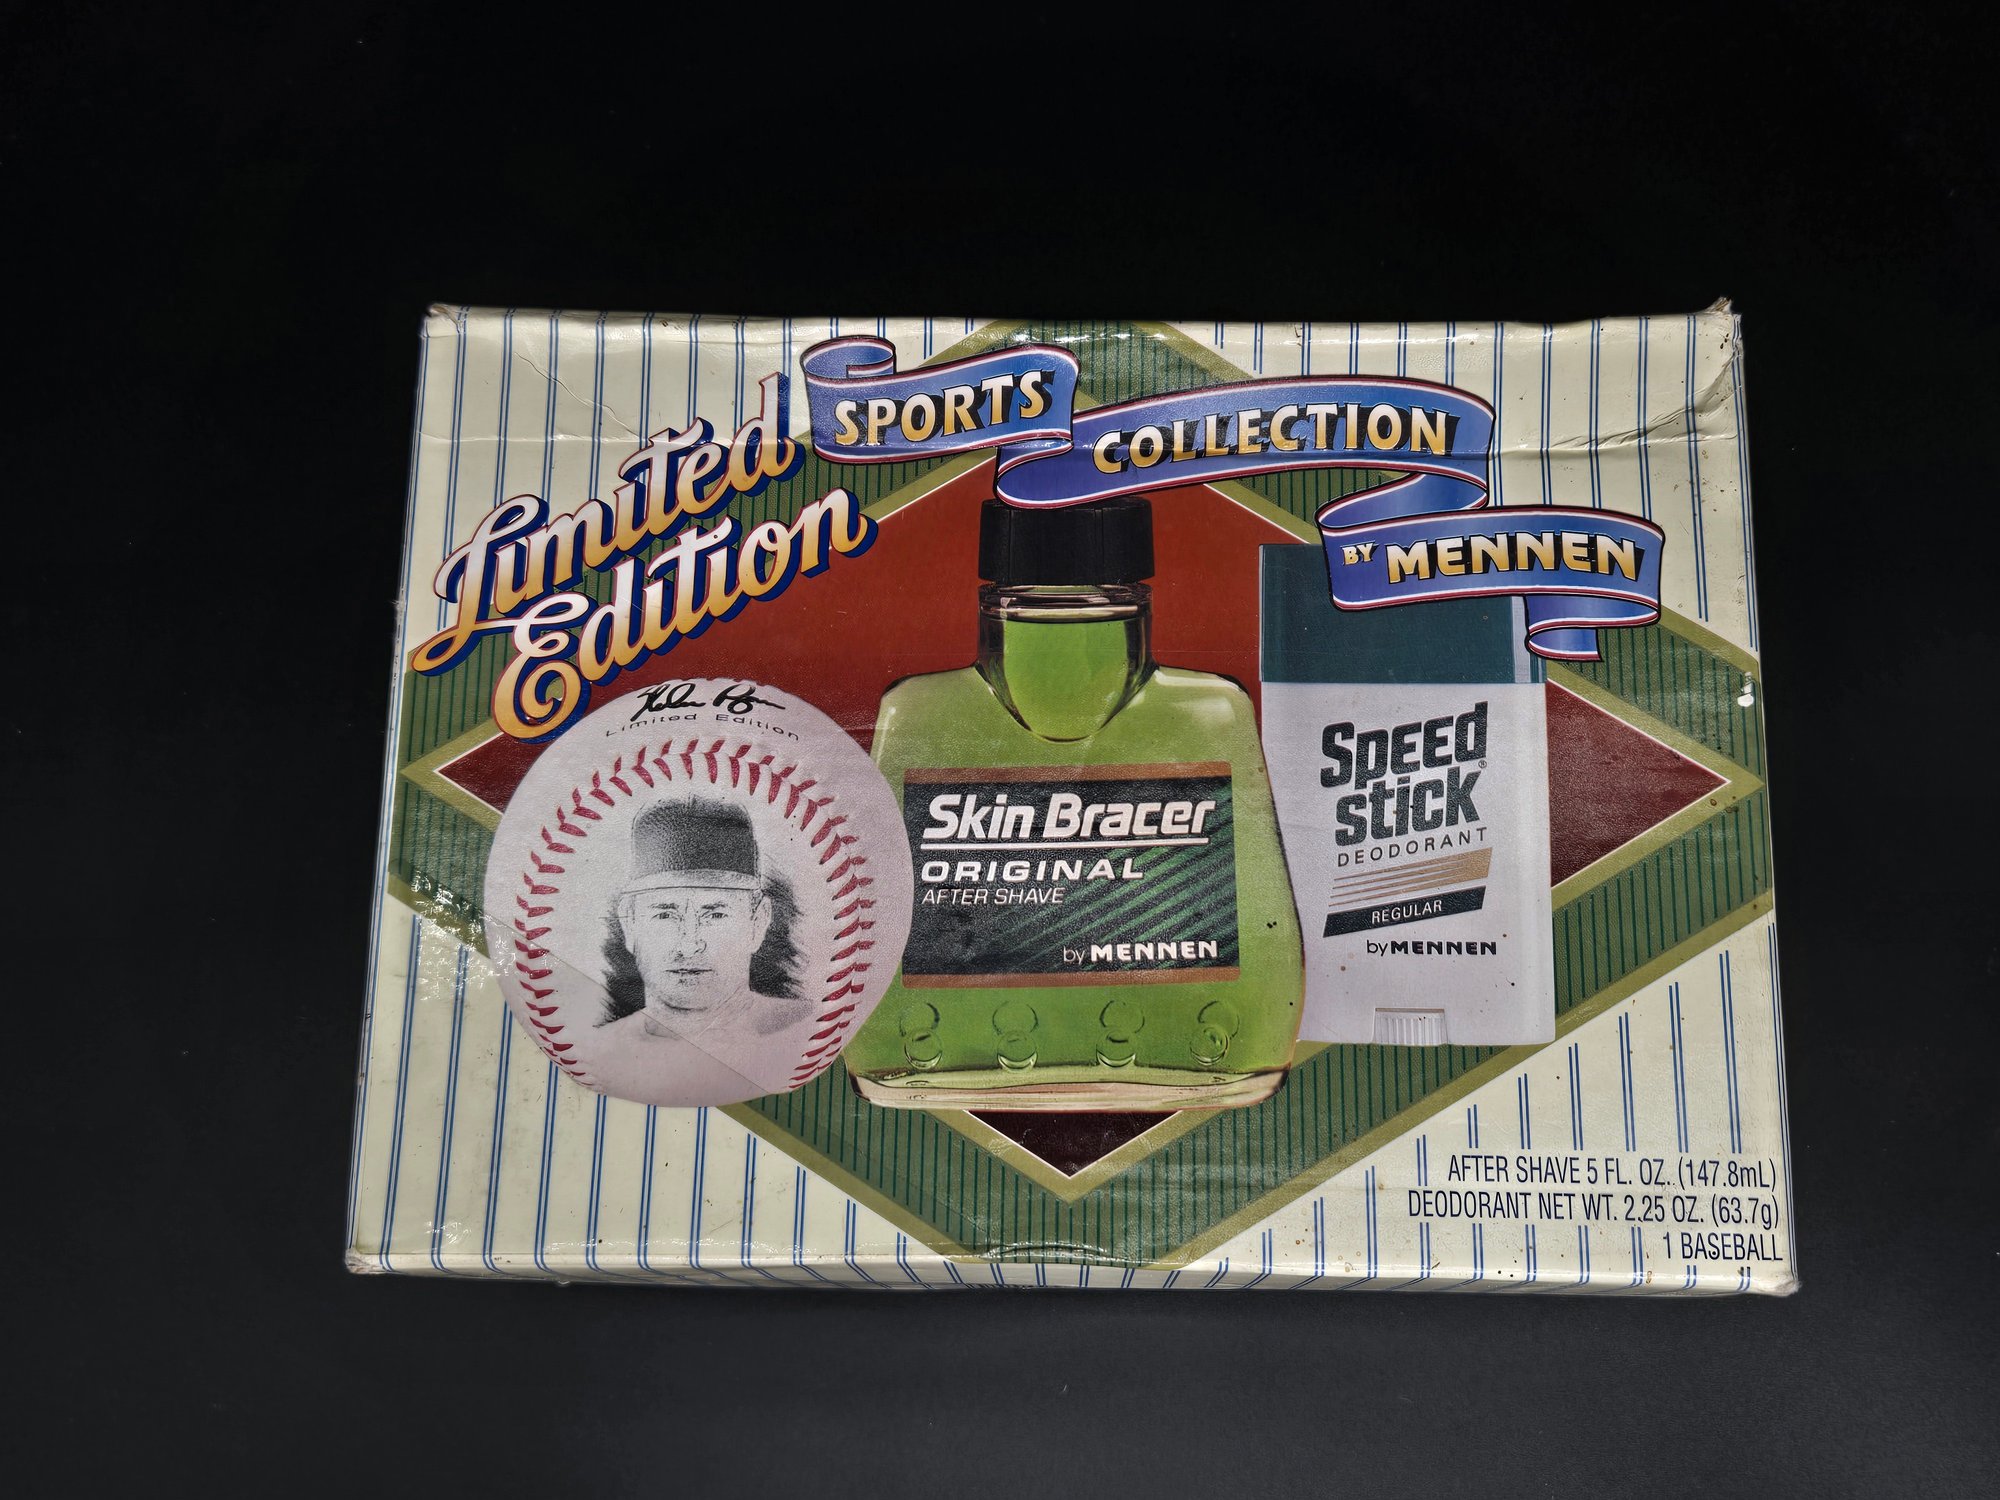 Limited
Edition
SPORTS
COLLECTION
BY MENNEN
Nolan Ryan
Limited Edition
Skin Bracer
ORIGINAL
AFTER SHAVE
by MENNEN
Speed
stick®
DEODORANT
REGULAR
by MENNEN
AFTER SHAVE 5 FL. OZ. (147.8mL)
DEODORANT NET WT. 2.25 OZ. (63.7g)
1 BASEBALL